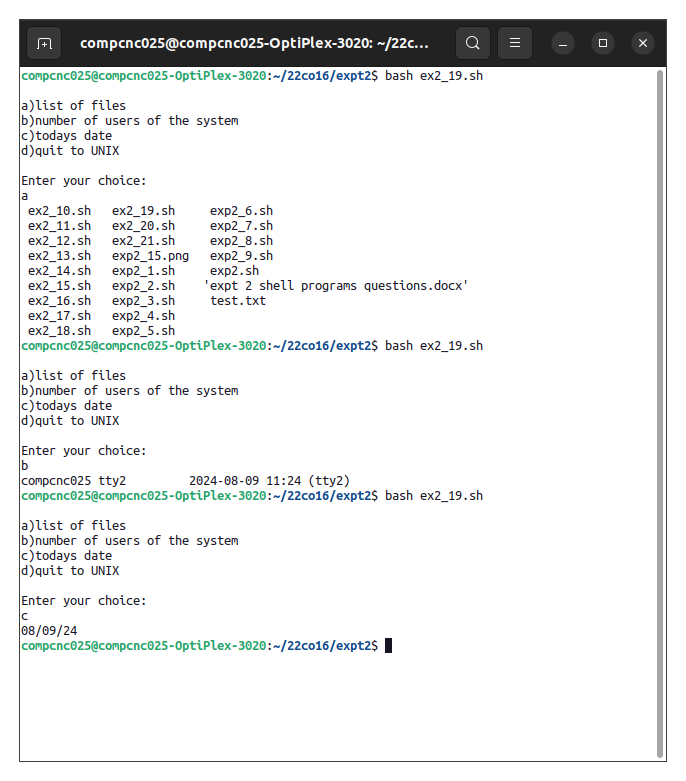 compcnc025@compcnc025-OptiPlex-3020: ~/22c...
compcnc025@compcnc025-OptiPlex-3020:~/22co16/expt2$ bash ex2_19.sh

a)list of files
b)number of users of the system
c)todays date
d)quit to UNIX

Enter your choice:
a
 ex2_10.sh   ex2_19.sh     exp2_6.sh
 ex2_11.sh   ex2_20.sh     exp2_7.sh
 ex2_12.sh   ex2_21.sh     exp2_8.sh
 ex2_13.sh   exp2_15.png   exp2_9.sh
 ex2_14.sh   exp2_1.sh     exp2.sh
 ex2_15.sh   exp2_2.sh    'expt 2 shell programs questions.docx'
 ex2_16.sh   exp2_3.sh     test.txt
 ex2_17.sh   exp2_4.sh
 ex2_18.sh   exp2_5.sh
compcnc025@compcnc025-OptiPlex-3020:~/22co16/expt2$ bash ex2_19.sh

a)list of files
b)number of users of the system
c)todays date
d)quit to UNIX

Enter your choice:
b
compcnc025 tty2         2024-08-09 11:24 (tty2)
compcnc025@compcnc025-OptiPlex-3020:~/22co16/expt2$ bash ex2_19.sh

a)list of files
b)number of users of the system
c)todays date
d)quit to UNIX

Enter your choice:
c
08/09/24
compcnc025@compcnc025-OptiPlex-3020:~/22co16/expt2$